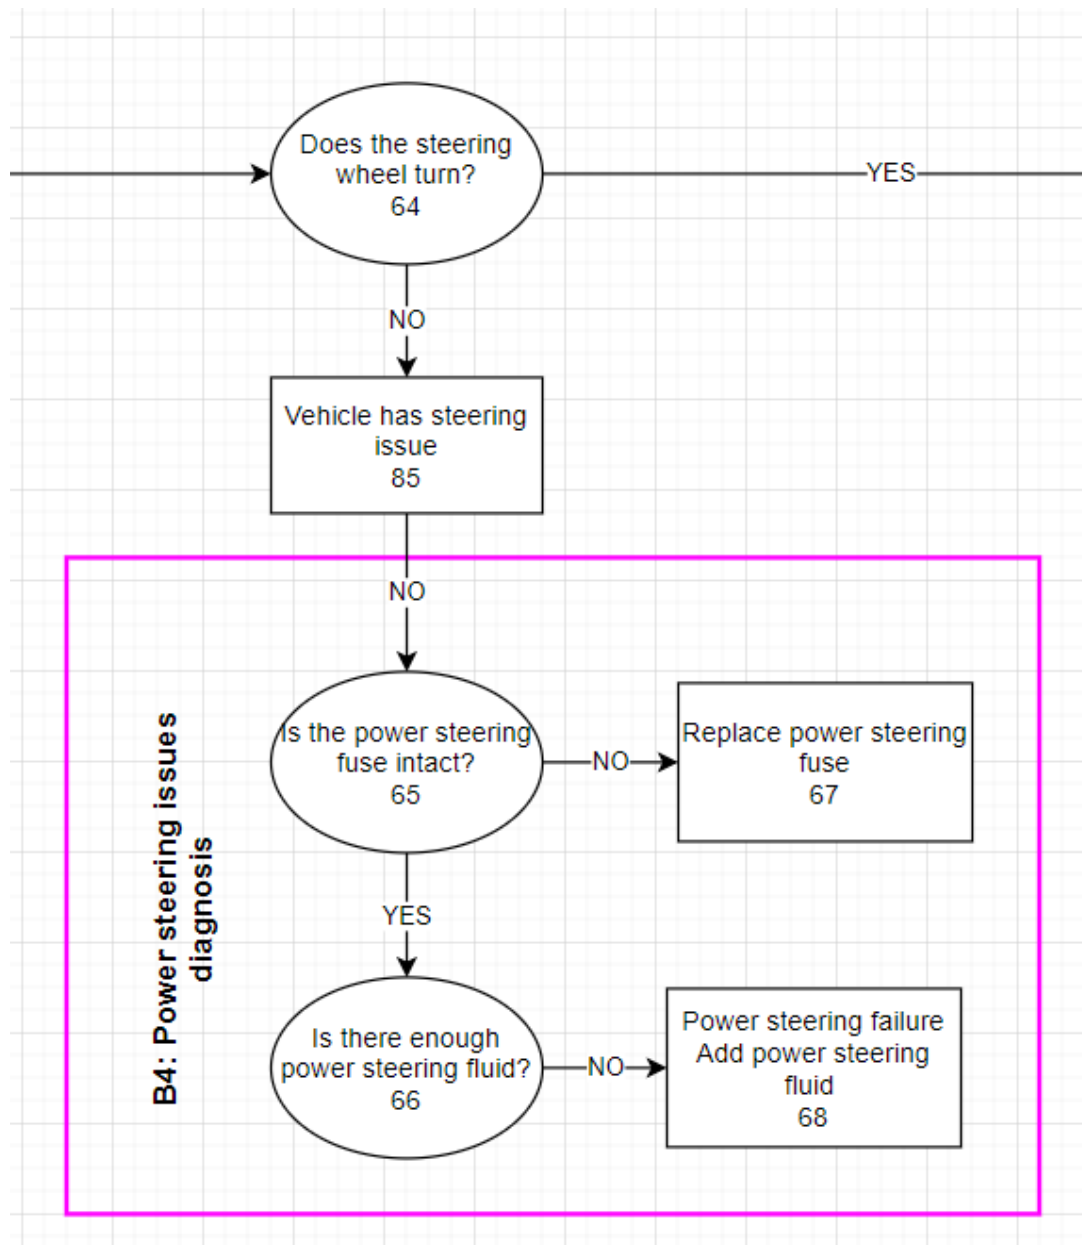 Does the steering
wheel turn?
64
YES
NO
Vehicle has steering
issue
85
NO
B4: Power steering issues
diagnosis
Is the power steering
fuse intact?
65
NO
Replace power steering
fuse
67
YES
Is there enough
power steering fluid?
66
NO
Power steering failure
Add power steering
fluid
68